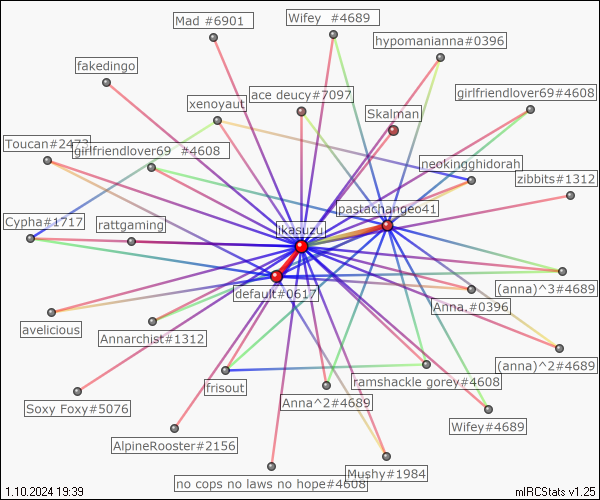 Mad #6901
Wifey  #4689
hypomanianna#0396
fakedingo
girlfriendlover69#4608
ace deucy#7097
xenoyaut
Skalman
Toucan#2473
girlfriendlover69  #4608
neokingghidorah
zibbits#1312
pastachange041
Cypha#1717
rattgaming
ikasuzu
default#0617
(anna)^3#4689
Anna.#0396
avelicious
Annarchist#1312
(anna)^2#4689
frisout
ramshackle gorey#4608
Soxy Foxy#5076
Anna^2#4689
Wifey#4689
AlpineRooster#2156
Mushy#1984
no cops no laws no hope#4608
1.10.2024 19:39
mIRCStats v1.25